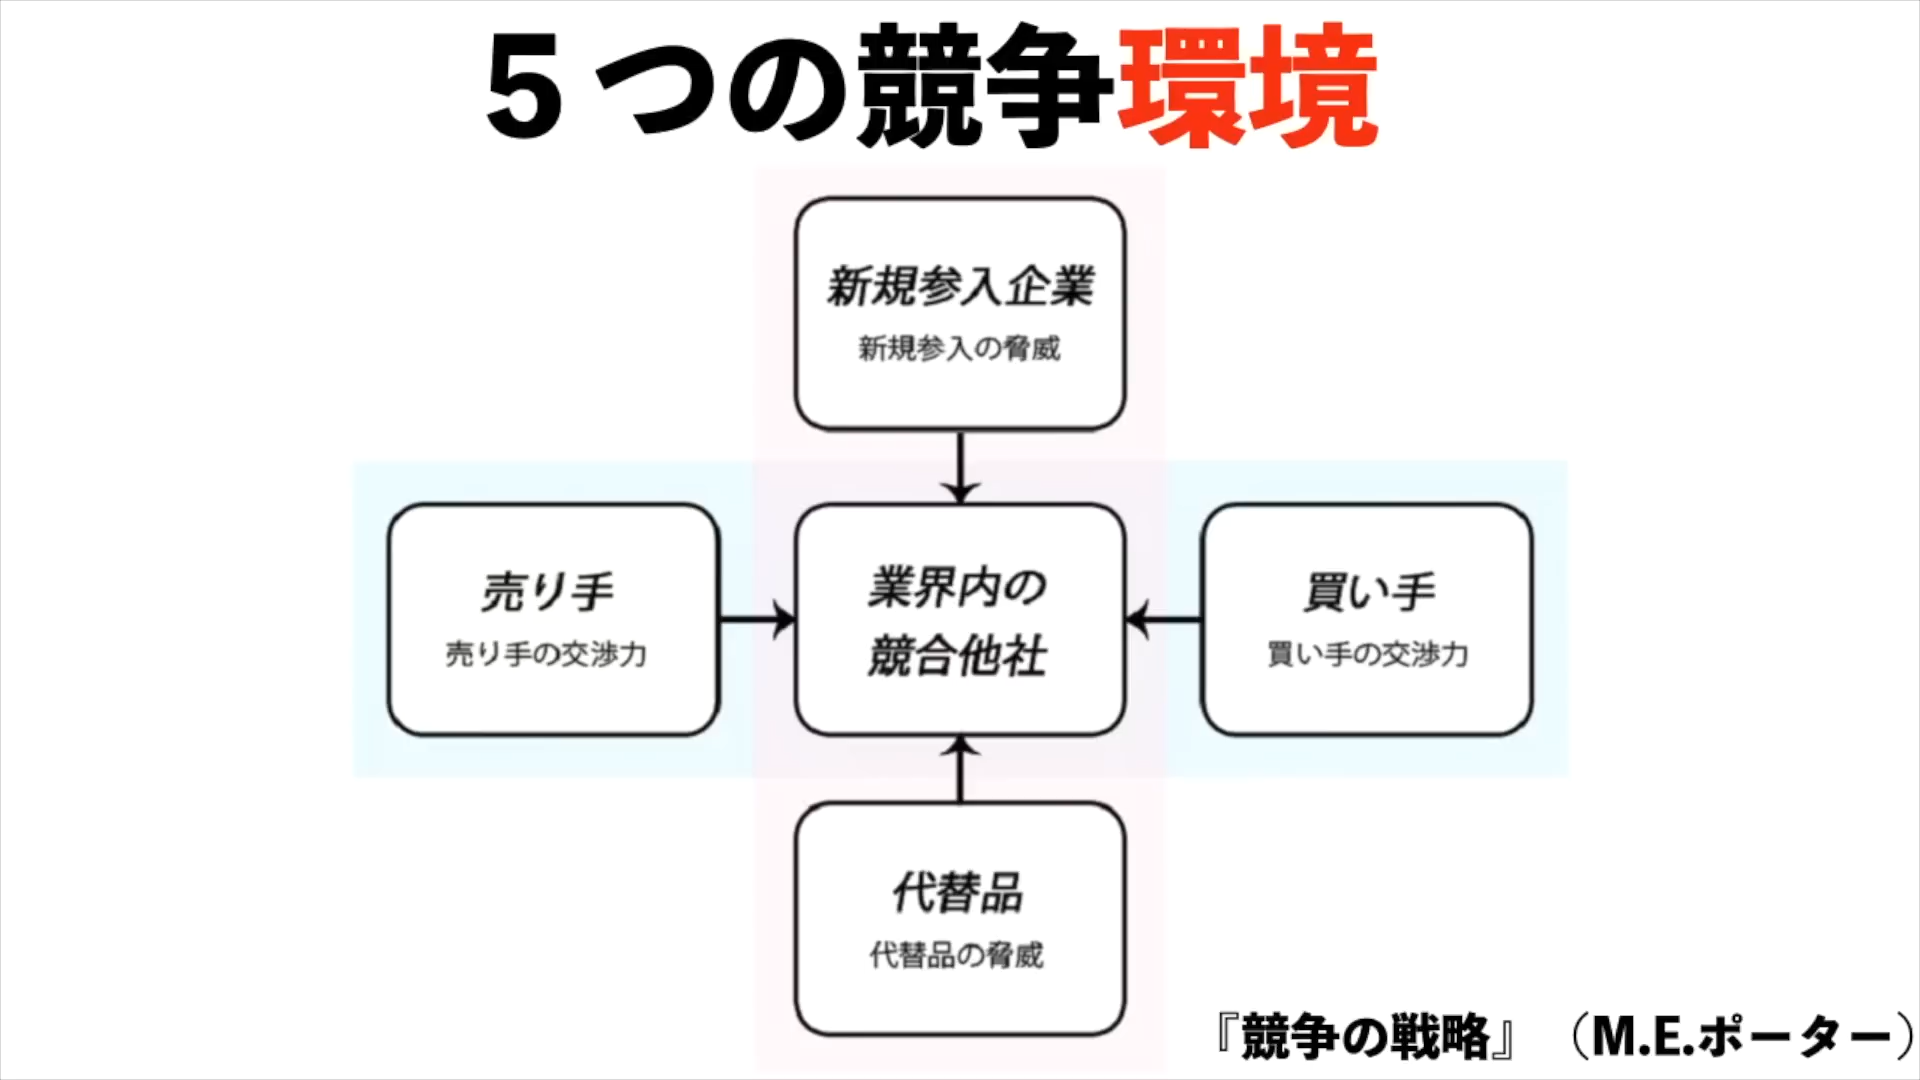 ５つの競争環境
新規参入企業
新規参入の脅威
売り手
売り手の交渉力
業界内の
競合他社
買い手
買い手の交渉力
代替品
代替品の脅威
『競争の戦略』（M.E.ポーター）